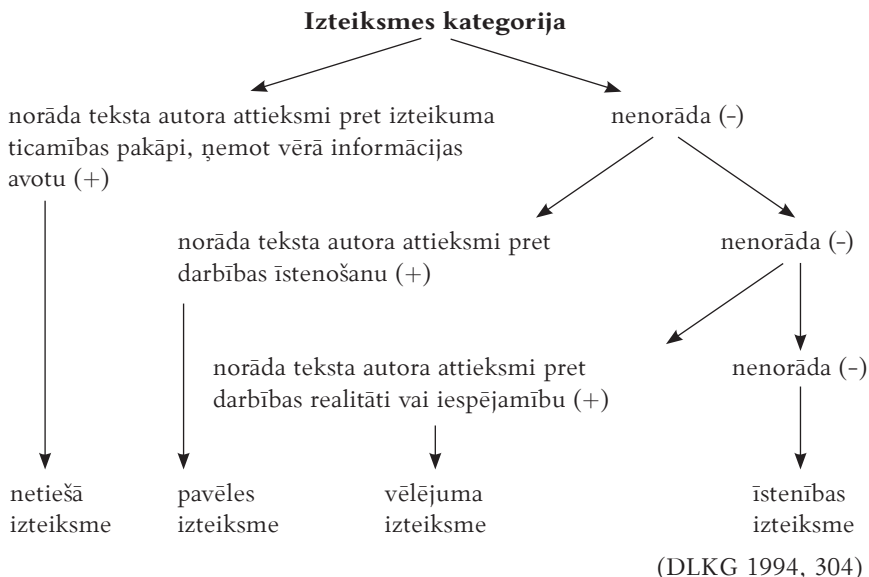 Izteiksmes kategorija
norāda teksta autora attieksmi pret izteikuma
ticamības pakāpi, ņemot vērā informācijas
avotu (+)
nenorāda (-)
norāda teksta autora attieksmi pret
darbības īstenošanu (+)
nenorāda (-)
norāda teksta autora attieksmi pret
darbības realitāti vai iespējamību (+)
nenorāda (-)
netiešā
izteiksme
pavēles
izteiksme
vēlējuma
izteiksme
īstenības
izteiksme
(DLKG 1994, 304)